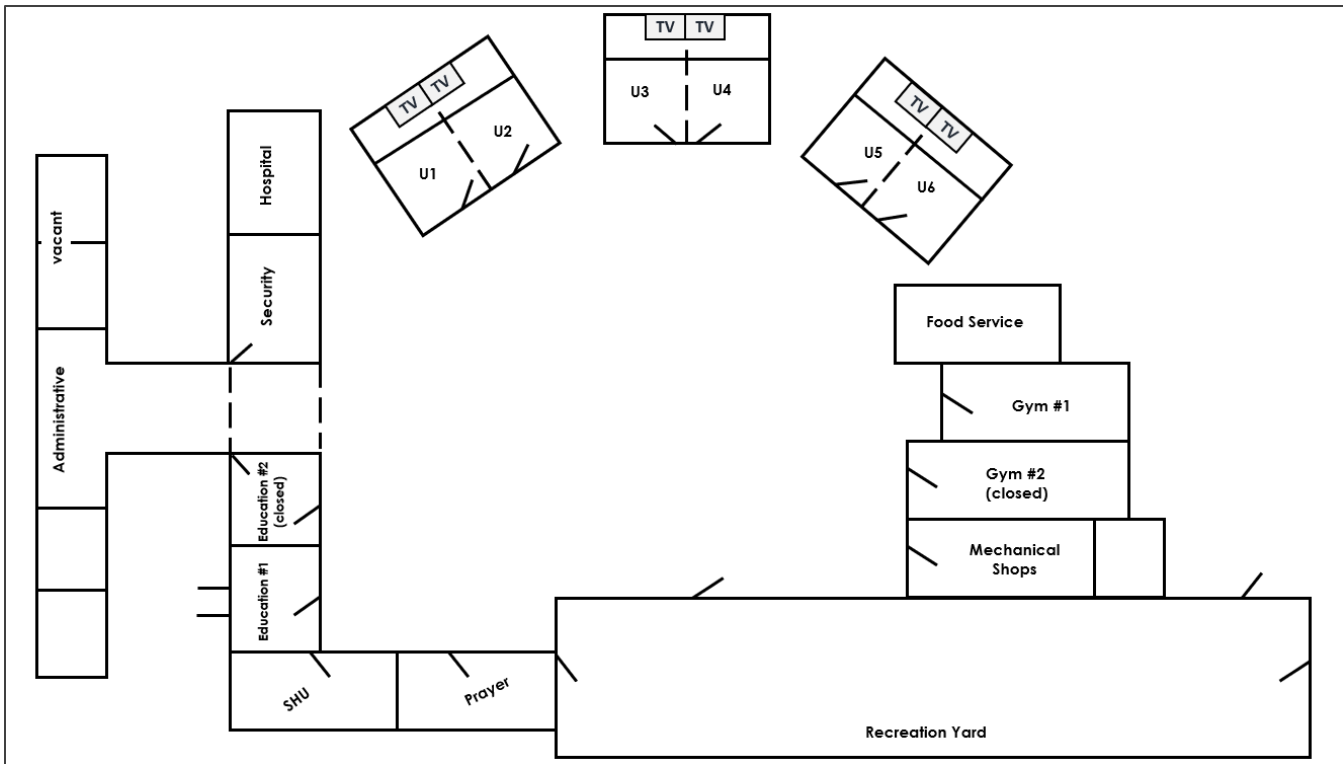 TV TV
TV TV
TV TV
U1
U2
U3
U4
U5
U6
vacant
Hospital
Security
Administrative
Education #2
(closed)
Education #1
SHU
Prayer
Food Service
Gym #1
Gym #2
(closed)
Mechanical
Shops
Recreation Yard